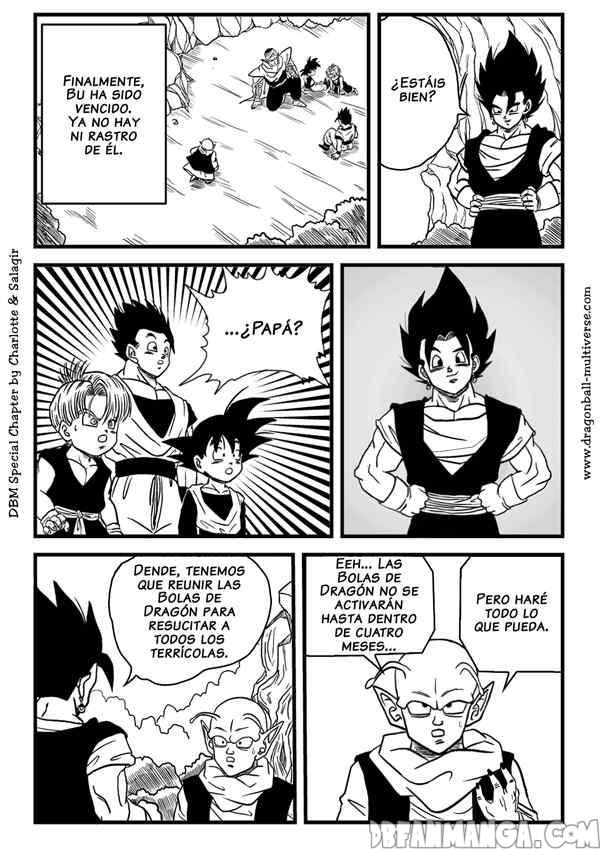 FINALMENTE,
BU HA SIDO
VENCIDO.
YA NO HAY
NI RASTRO
DE ÉL.
¿ESTÁIS
BIEN?
...¿PAPÁ?
DENDE, TENEMOS
QUE REUNIR LAS
BOLAS DE
DRAGÓN PARA
RESUCITAR A
TODOS LOS
TERRÍCOLAS.
EEH... LAS
BOLAS DE
DRAGÓN NO SE
ACTIVARÁN
HASTA DENTRO
DE CUATRO
MESES...
PERO HARÉ
TODO LO
QUE PUEDA.
DBM Special Chapter by Charlotte & Salagir
www.dragonball-multiverse.com
DBFANMANGA.COM